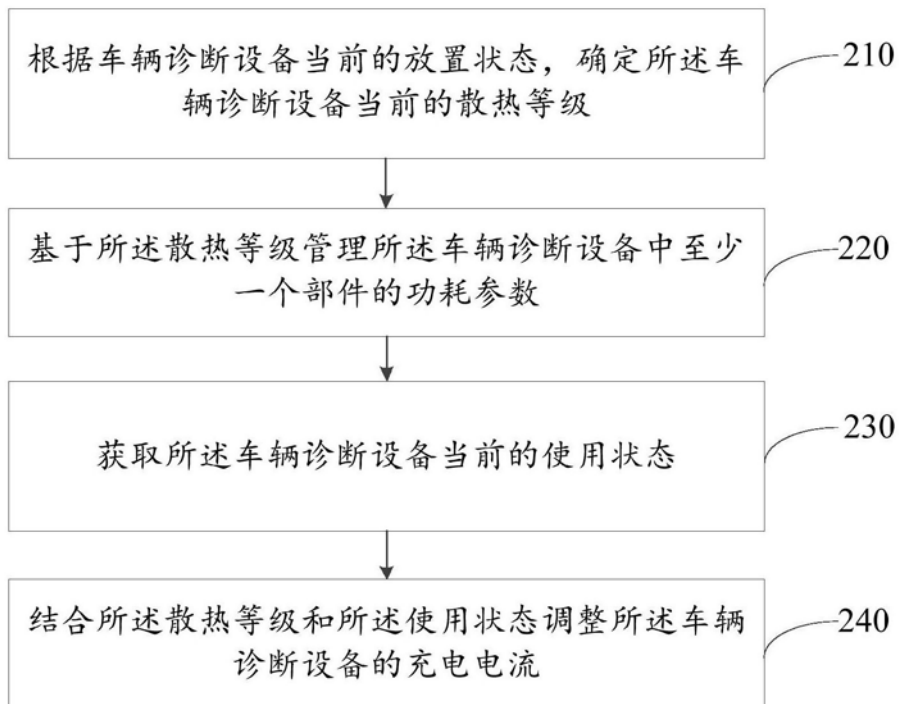 根据车辆诊断设备当前的放置状态，确定所述车
辆诊断设备当前的散热等级
210
基于所述散热等级管理所述车辆诊断设备中至少
一个部件的功耗参数
220
获取所述车辆诊断设备当前的使用状态
230
结合所述散热等级和所述使用状态调整所述车辆
诊断设备的充电电流
240